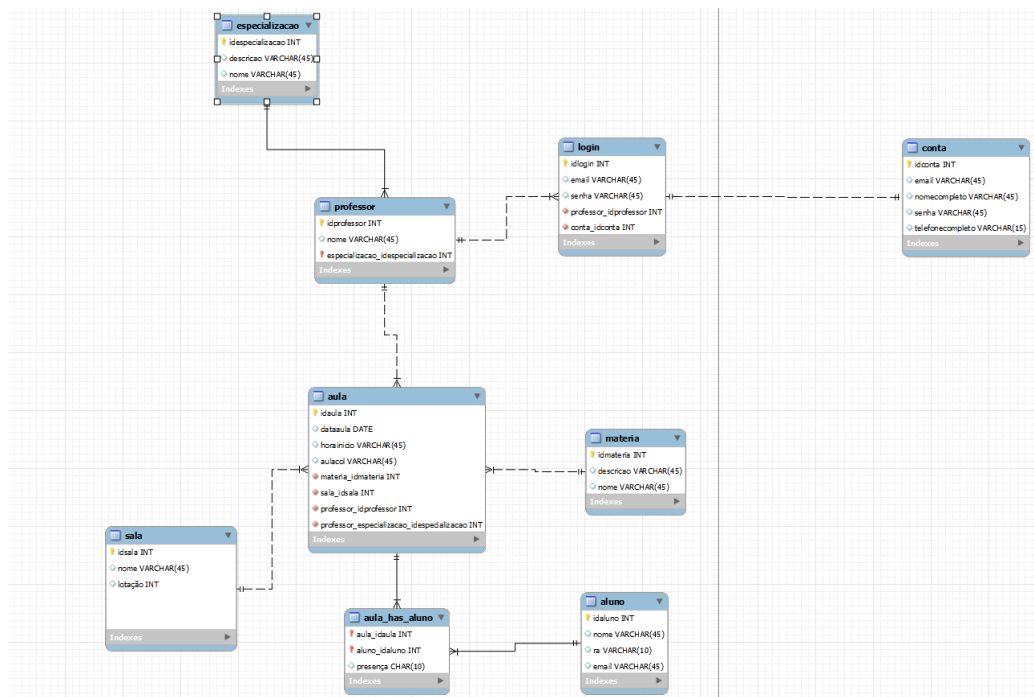 especializacao
idespecializacao INT
descricao VARCHAR(45)
nome VARCHAR(45)
Indexes
professor
idprofessor INT
nome VARCHAR(45)
especializacao_idespecializacao INT
Indexes
login
idlogin INT
email VARCHAR(45)
senha VARCHAR(45)
professor_idprofessor INT
conta_idconta INT
Indexes
conta
idconta INT
email VARCHAR(45)
nomecompleto VARCHAR(45)
senha VARCHAR(45)
telefonecompleto VARCHAR(15)
Indexes
aula
idaula INT
dataaula DATE
horainicio VARCHAR(45)
aulacol VARCHAR(45)
materia_idmateria INT
sala_idsala INT
professor_idprofessor INT
professor_especializacao_idespecializacao INT
Indexes
materia
idmateria INT
descricao VARCHAR(45)
nome VARCHAR(45)
Indexes
sala
idsala INT
nome VARCHAR(45)
lotação INT
Indexes
aula_has_aluno
aula_idaula INT
aluno_idaluno INT
presença CHAR(10)
Indexes
aluno
idaluno INT
nome VARCHAR(45)
ra VARCHAR(10)
email VARCHAR(45)
Indexes